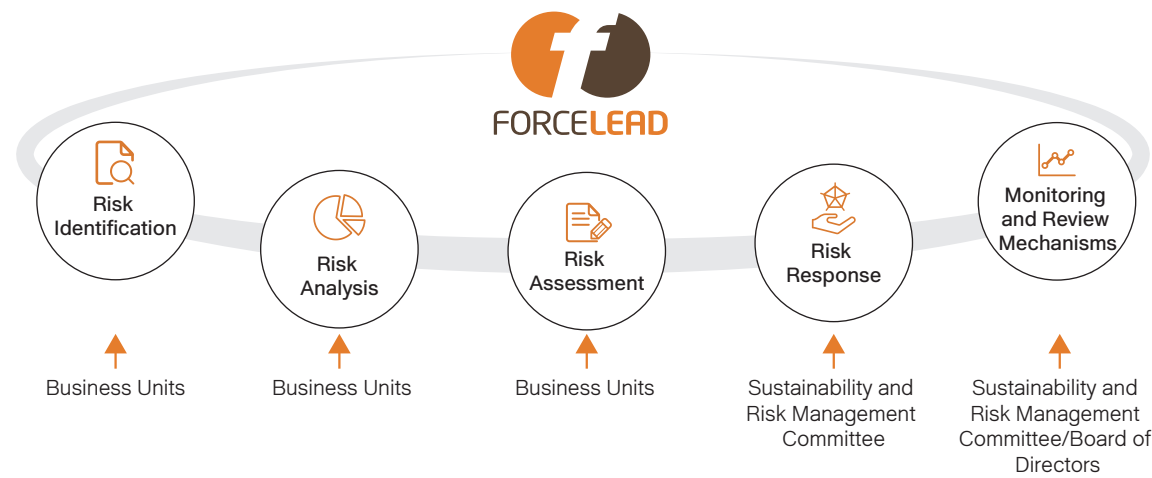 FORCELEAD
Risk
Identification
Risk
Analysis
Risk
Assessment
Risk
Response
Monitoring
and Review
Mechanisms
Business Units
Business Units
Business Units
Sustainability and
Risk Management
Committee
Sustainability and
Risk Management
Committee/Board of
Directors